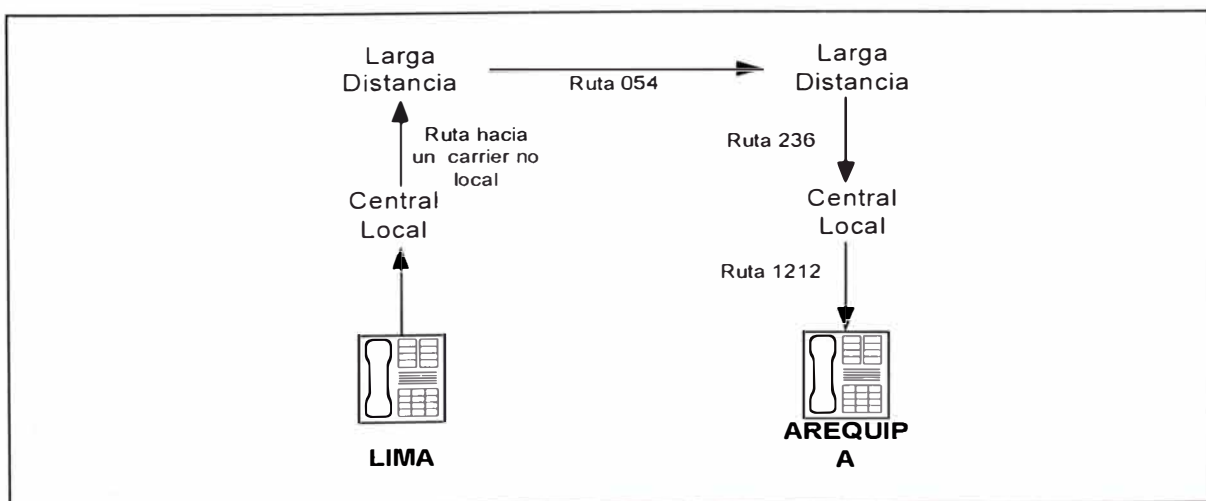 Larga
Distancia
Ruta 054
Larga
Distancia
Ruta hacia
un carrier no
local
Ruta 236
Central
Local
Central
Local
Ruta 1212
LIMA
AREQUIP
A